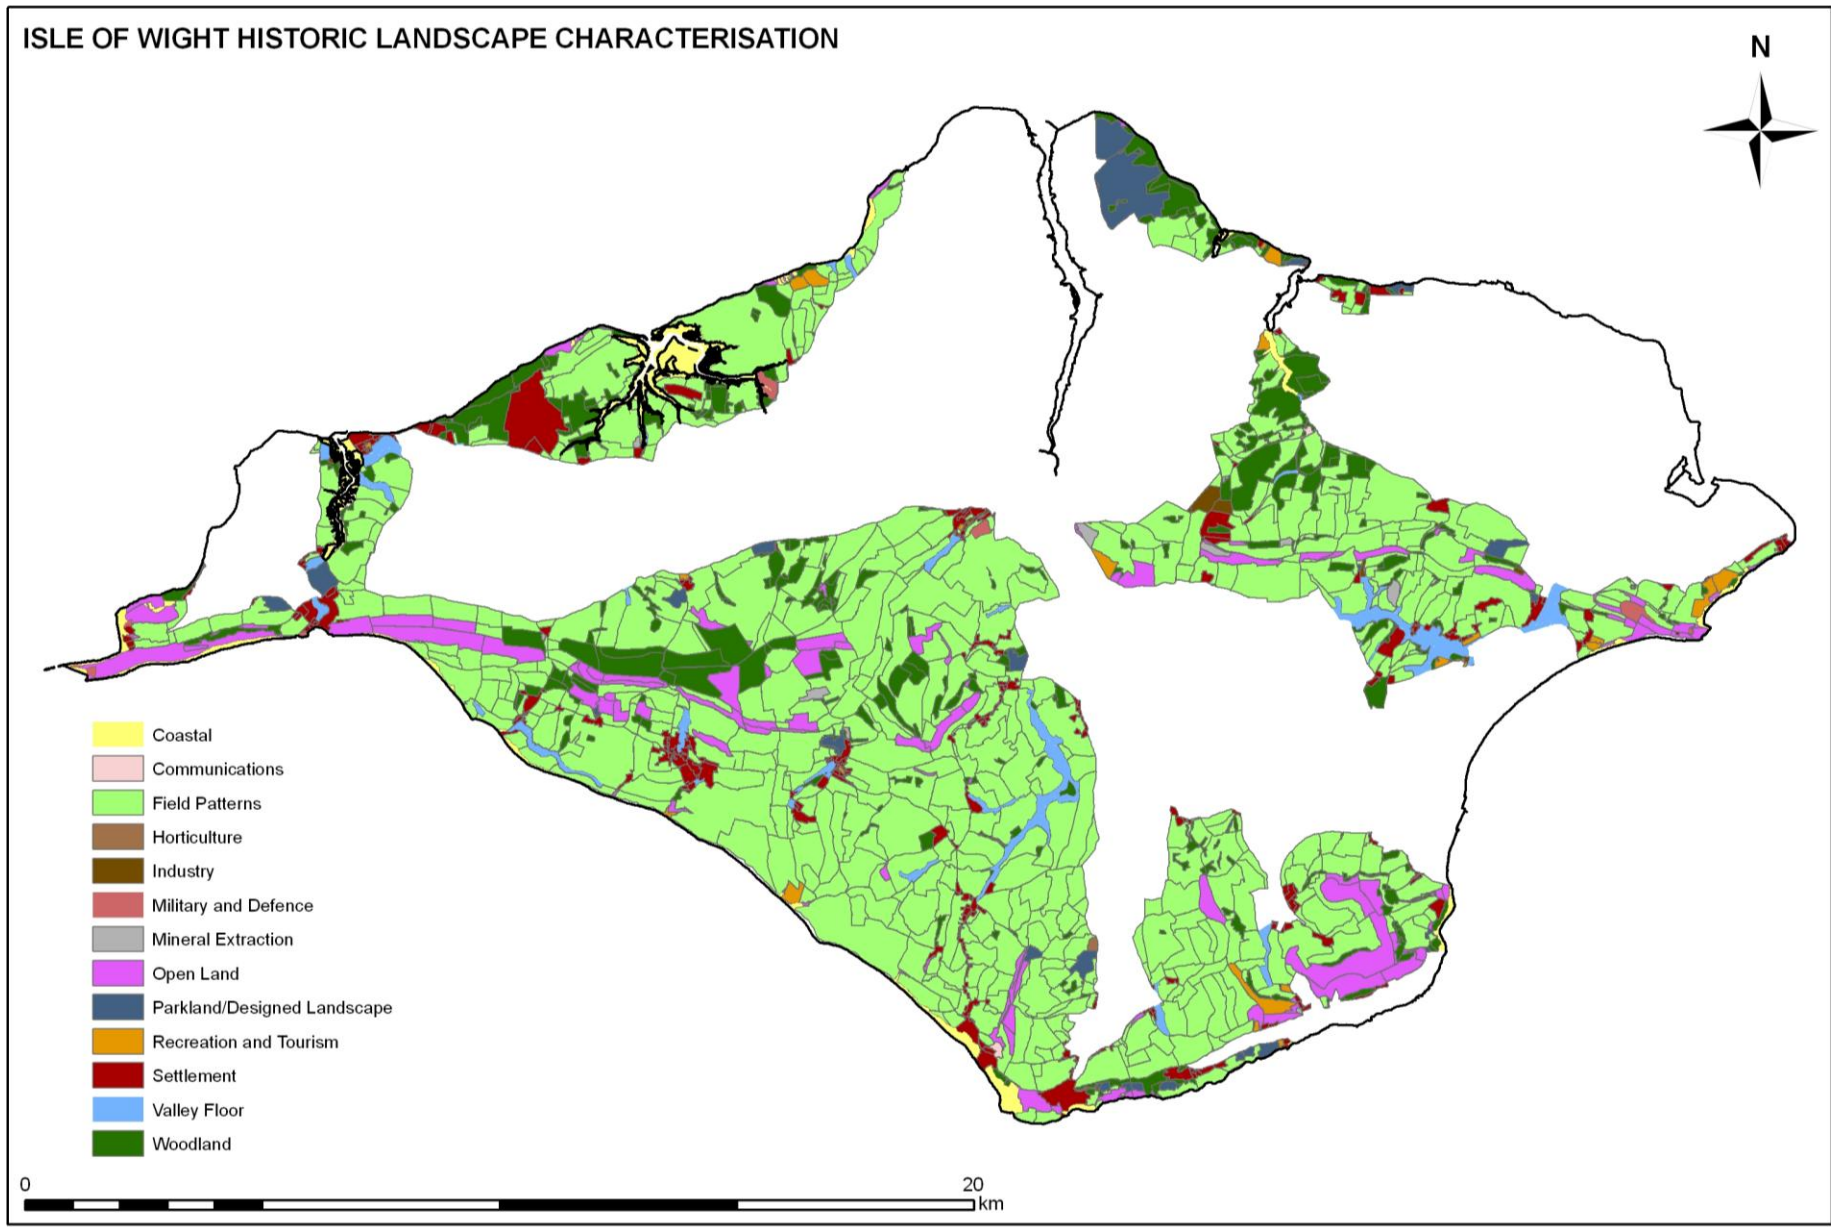 ISLE OF WIGHT HISTORIC LANDSCAPE CHARACTERISATION
N
Coastal
Communications
Field Patterns
Horticulture
Industry
Military and Defence
Mineral Extraction
Open Land
Parkland/Designed Landscape
Recreation and Tourism
Settlement
Valley Floor
Woodland
0 20
km